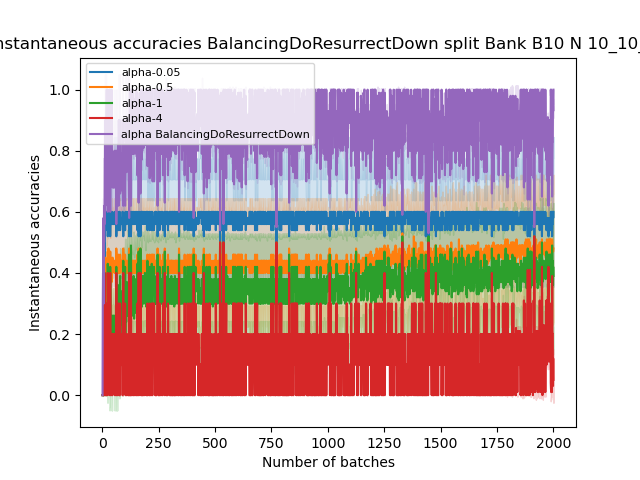 nstantaneous accuracies BalancingDoResurrectDown split Bank B10 N 10_10_
alpha-0.05
alpha-0.5
alpha-1
alpha-4
alpha BalancingDoResurrectDown
1.0
0.8
0.6
0.4
0.2
0.0
Instantaneous accuracies
0 250 500 750 1000 1250 1500 1750 2000
Number of batches